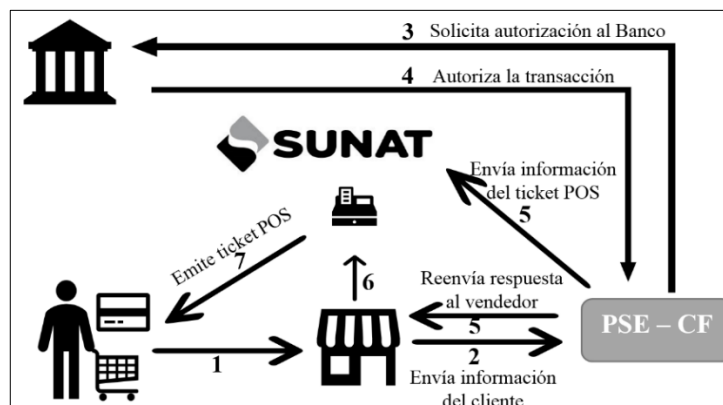 3 Solicita autorización al Banco
4 Autoriza la transacción
SUNAT
Envía información
del ticket POS
5
Emite ticket POS
7
6
Reenvía respuesta
al vendedor
5
PSE – CF
1
2
Envía información
del cliente